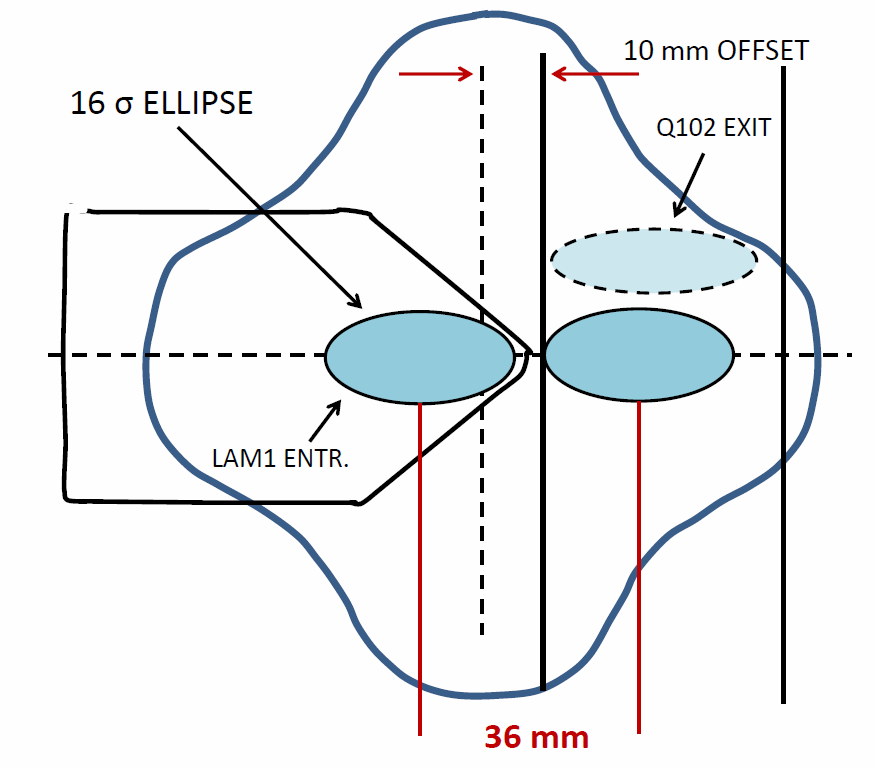 10 mm OFFSET
16 σ ELLIPSE
Q102 EXIT
LAM1 ENTR.
36 mm